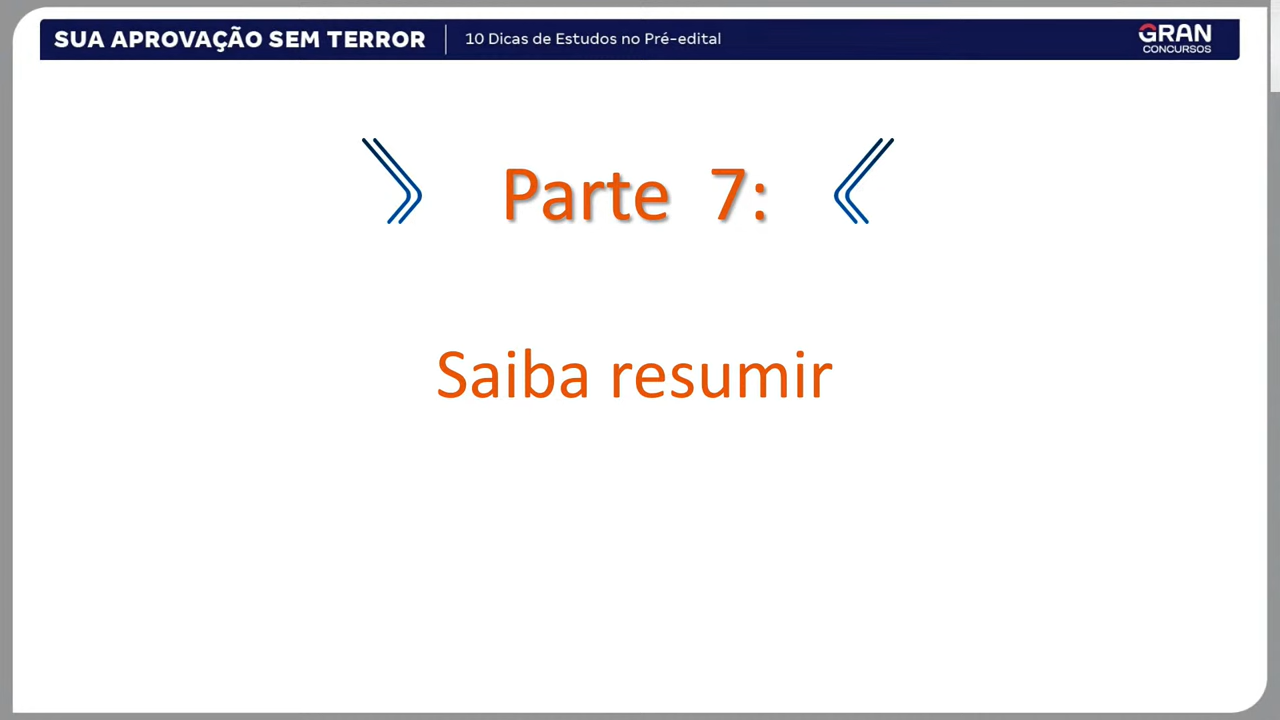 SUA APROVAÇÃO SEM TERROR
10 Dicas de Estudos no Pré-edital
GRAN
CONCURSOS
Parte 7:
Saiba resumir